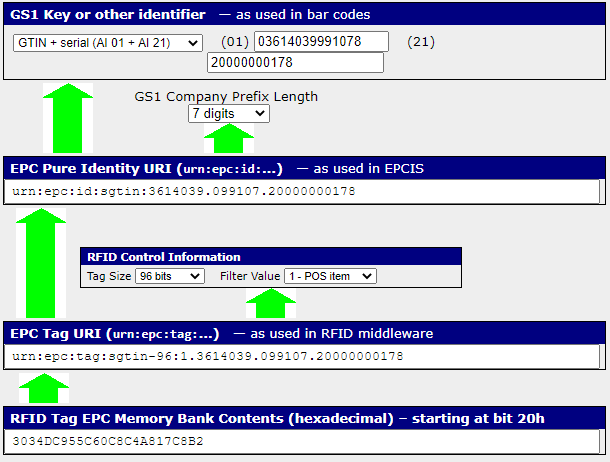 GS1 Key or other identifier — as used in bar codes
GTIN + serial (AI 01 + AI 21) (01) 03614039991078 (21)
20000000178
GS1 Company Prefix Length
7 digits
EPC Pure Identity URI (urn:epc:id:...) — as used in EPCIS
urn:epc:id:sgtin:3614039.099107.20000000178
RFID Control Information
Tag Size 96 bits Filter Value 1 - POS item
EPC Tag URI (urn:epc:tag:...) — as used in RFID middleware
urn:epc:tag:sgtin-96:1.3614039.099107.20000000178
RFID Tag EPC Memory Bank Contents (hexadecimal) – starting at bit 20h
3034DC955C60C8C4A817C8B2